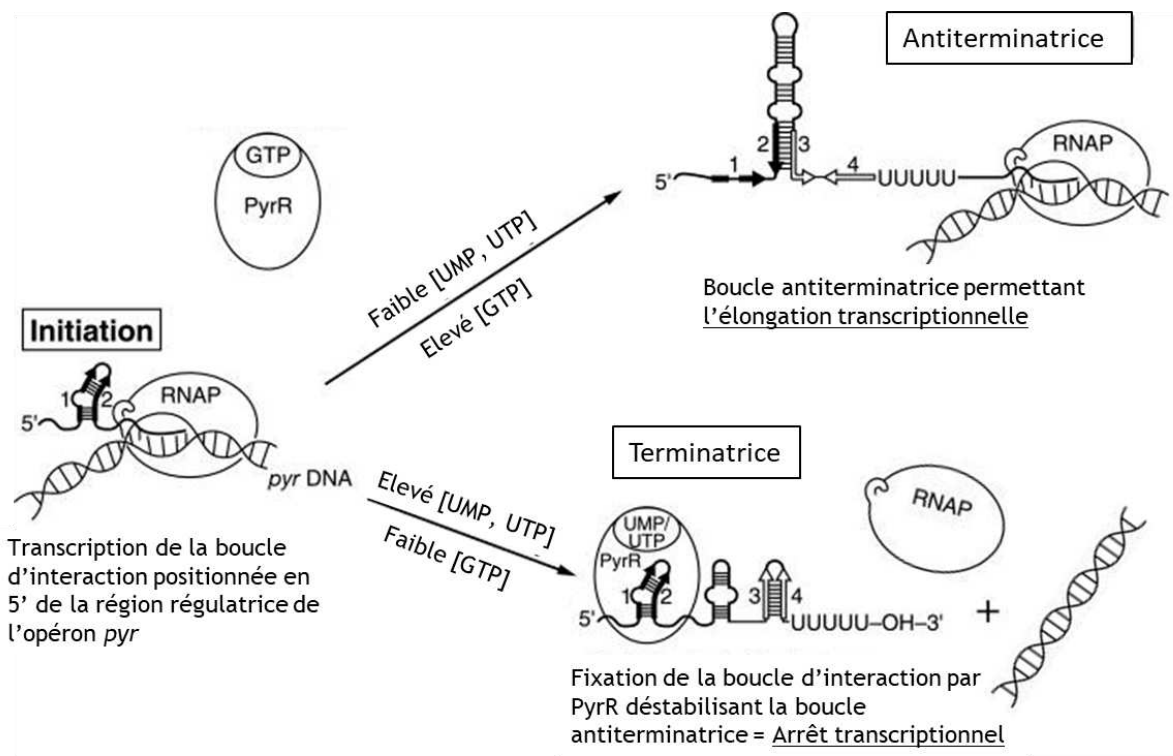 Antiterminatrice
GTP
PyrR
2
3
RNAP
1
4
5'
UUUUU
Faible [UMP, UTP]
Elevé [GTP]
Boucle antiterminatrice permettant
l'élongation transcriptionnelle
Initiation
1
2
RNAP
5'
pyr DNA
Transcription de la boucle
d'interaction positionnée en
5' de la région régulatrice de
l'opéron pyr
Elevé [UMP, UTP]
Faible [GTP]
Terminatrice
UMP/
UTP
PyrR
1
2
3
4
5'
UUUUU–OH–3'
RNAP
+
Fixation de la boucle d'interaction par
PyrR déstabilisant la boucle
antiterminatrice = Arrêt transcriptionnel